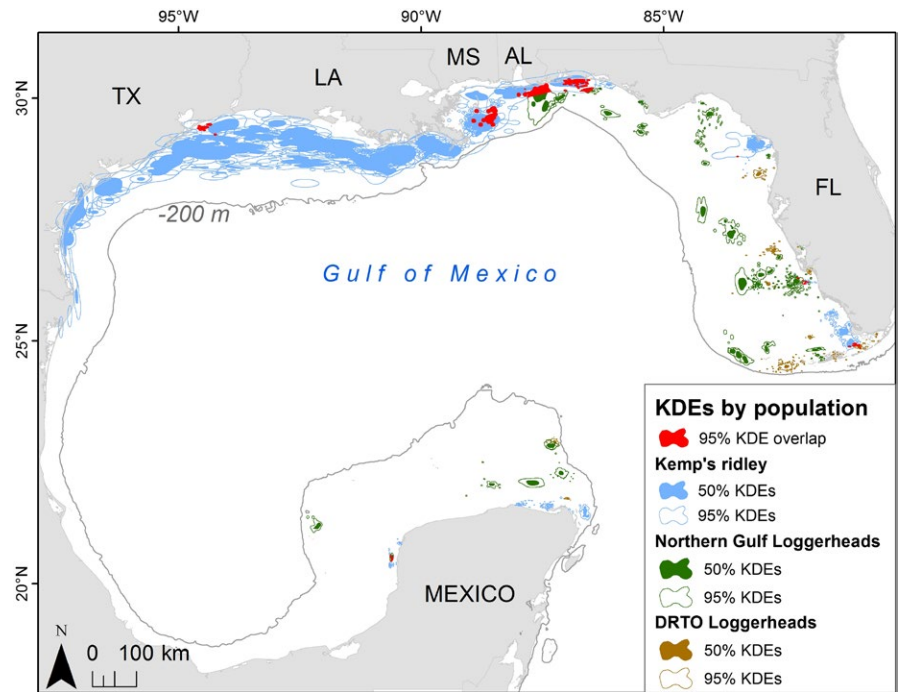 95°W 90°W 85°W
MS AL
LA
TX
30°N
FL
-200 m
Gulf of Mexico
25°N
KDEs by population
95% KDE overlap
Kemp's ridley
50% KDEs
95% KDEs
Northern Gulf Loggerheads
50% KDEs
95% KDEs
DRTO Loggerheads
50% KDEs
95% KDEs
20°N
MEXICO
N
0 100 km